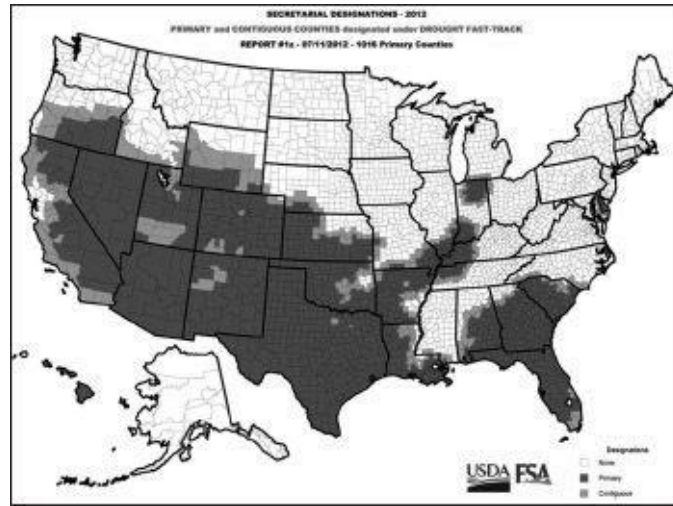 SECRETARIAL DESIGNATIONS - 2012
PRIMARY and CONTIGUOUS COUNTIES designated under DROUGHT FAST-TRACK
REPORT #1a - 07/11/2012 - 1016 Primary Counties
USDA FSA
Designations
None
Primary
Contiguous